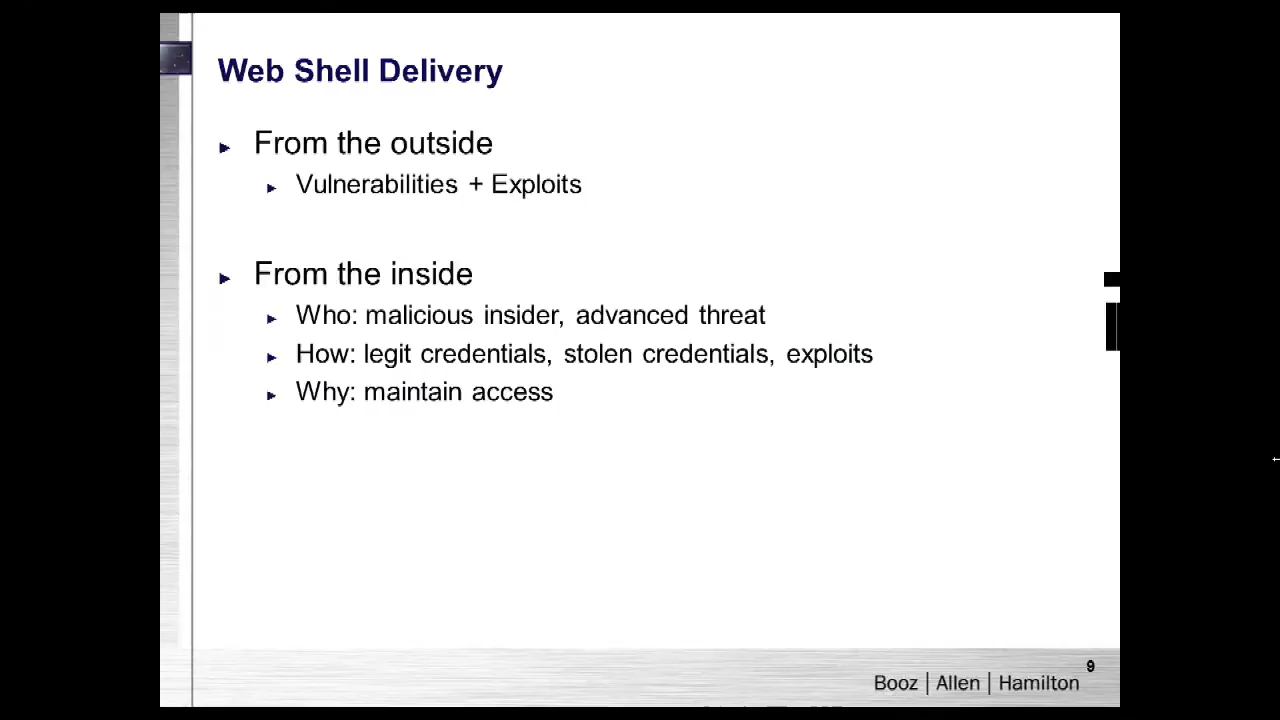 Web Shell Delivery
From the outside
Vulnerabilities + Exploits
From the inside
Who: malicious insider, advanced threat
How: legit credentials, stolen credentials, exploits
Why: maintain access
9
Booz | Allen | Hamilton